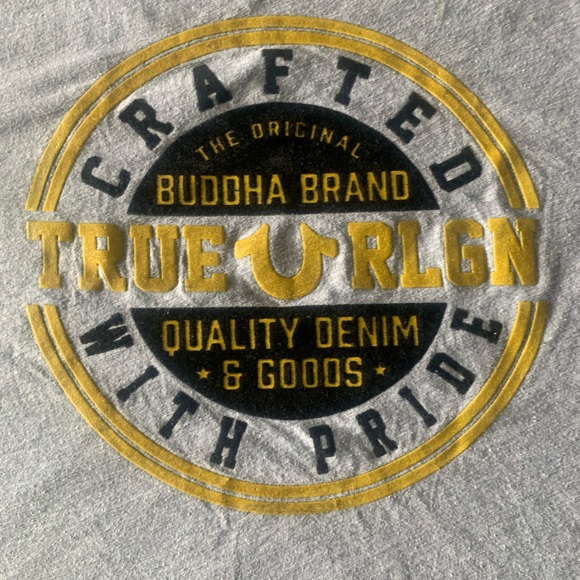 CRAFTED
THE ORIGINAL
BUDDHA BRAND
TRUE RLGN
QUALITY DENIM
& GOODS
WITH PRIDE